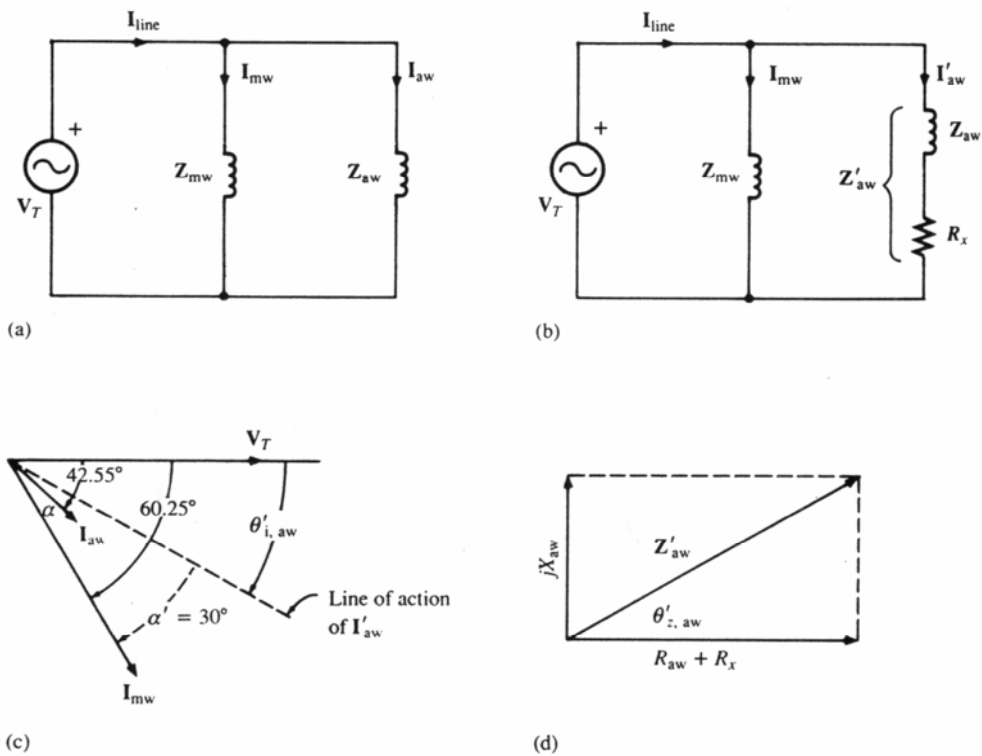 I_line
I_mw
I_aw
+
V_T
Z_mw
Z_aw
(a)
I_line
I_mw
I'_aw
+
V_T
Z_mw
Z_aw
Z'_aw
R_x
(b)
V_T
42.55°
60.25°
α
I_aw
θ'_i, aw
α' = 30°
Line of action
of I'_aw
I_mw
(c)
jX_aw
Z'_aw
θ'_z, aw
R_aw + R_x
(d)